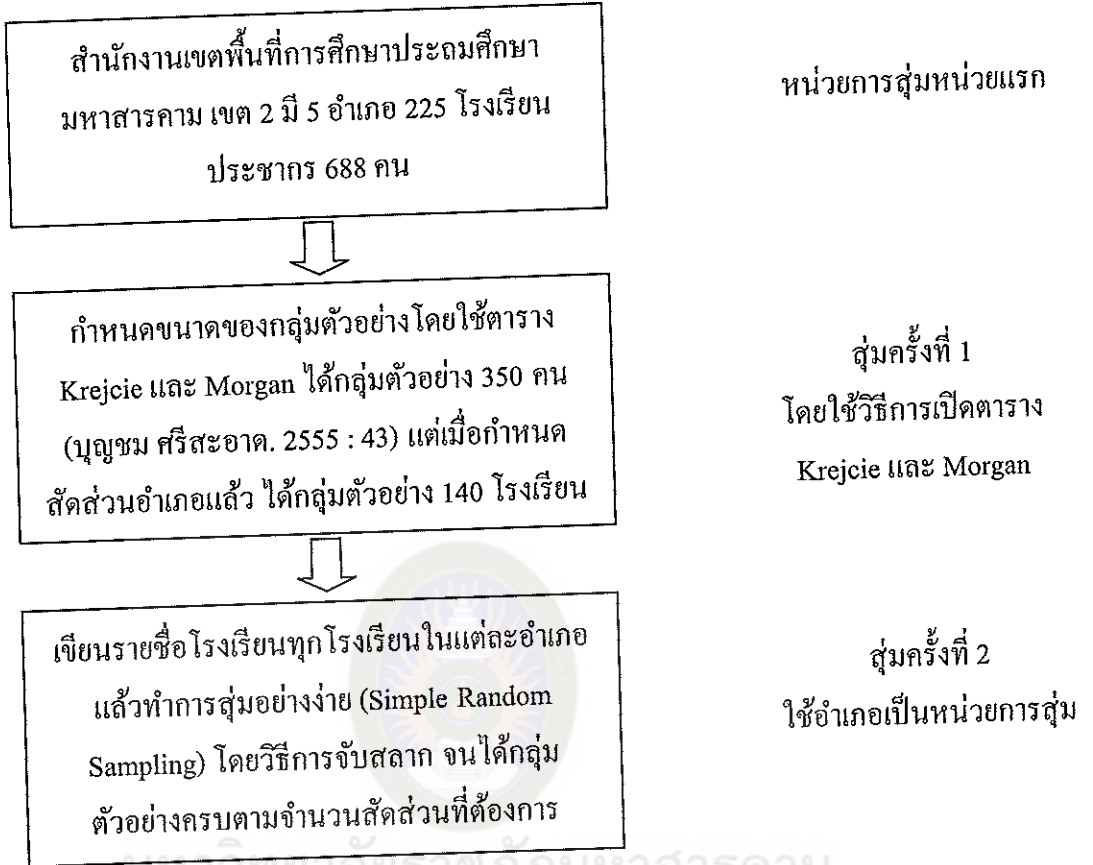 สำนักงานเขตพื้นที่การศึกษาประถมศึกษา
มหาสารคาม เขต 2 มี 5 อำเภอ 225 โรงเรียน
ประชากร 688 คน
หน่วยการสุ่มหน่วยแรก
กำหนดขนาดของกลุ่มตัวอย่างโดยใช้ตาราง
Krejcie และ Morgan ได้กลุ่มตัวอย่าง 350 คน
(บุญชม ศรีสะอาด. 2555 : 43) แต่เมื่อกำหนด
สัดส่วนอำเภอแล้ว ได้กลุ่มตัวอย่าง 140 โรงเรียน
สุ่มครั้งที่ 1
โดยใช้วิธีการเปิดตาราง
Krejcie และ Morgan
เขียนรายชื่อโรงเรียนทุกโรงเรียนในแต่ละอำเภอ
แล้วทำการสุ่มอย่างง่าย (Simple Random
Sampling) โดยวิธีการจับสลาก จนได้กลุ่ม
ตัวอย่างครบตามจำนวนสัดส่วนที่ต้องการ
สุ่มครั้งที่ 2
ใช้อำเภอเป็นหน่วยการสุ่ม